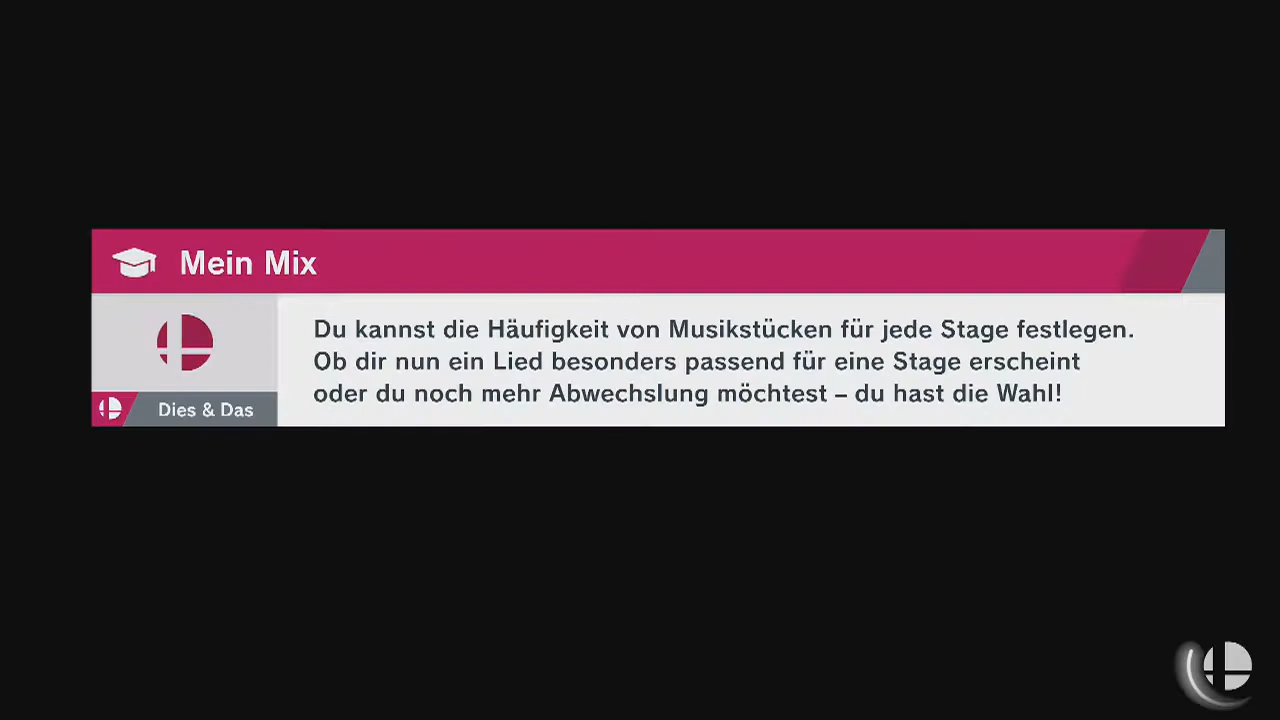 Mein Mix
Du kannst die Häufigkeit von Musikstücken für jede Stage festlegen.
Ob dir nun ein Lied besonders passend für eine Stage erscheint
oder du noch mehr Abwechslung möchtest – du hast die Wahl!
Dies & Das